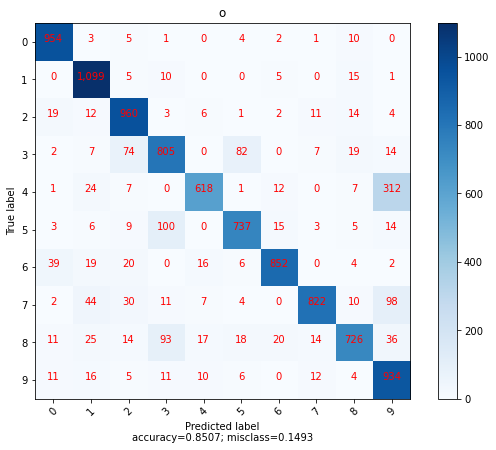 o
0 954 3 5 1 0 4 2 1 10 0
1 0 1,099 5 10 0 0 5 0 15 1
2 19 12 960 3 6 1 2 11 14 4
3 2 7 74 805 0 82 0 7 19 14
4 1 24 7 0 618 1 12 0 7 312
5 3 6 9 100 0 737 15 3 5 14
6 39 19 20 0 16 6 852 0 4 2
7 2 44 30 11 7 4 0 822 10 98
8 11 25 14 93 17 18 20 14 726 36
9 11 16 5 11 10 6 0 12 4 934
0 1 2 3 4 5 6 7 8 9
True label
Predicted label
accuracy=0.8507; misclass=0.1493
1000
800
600
400
200
0